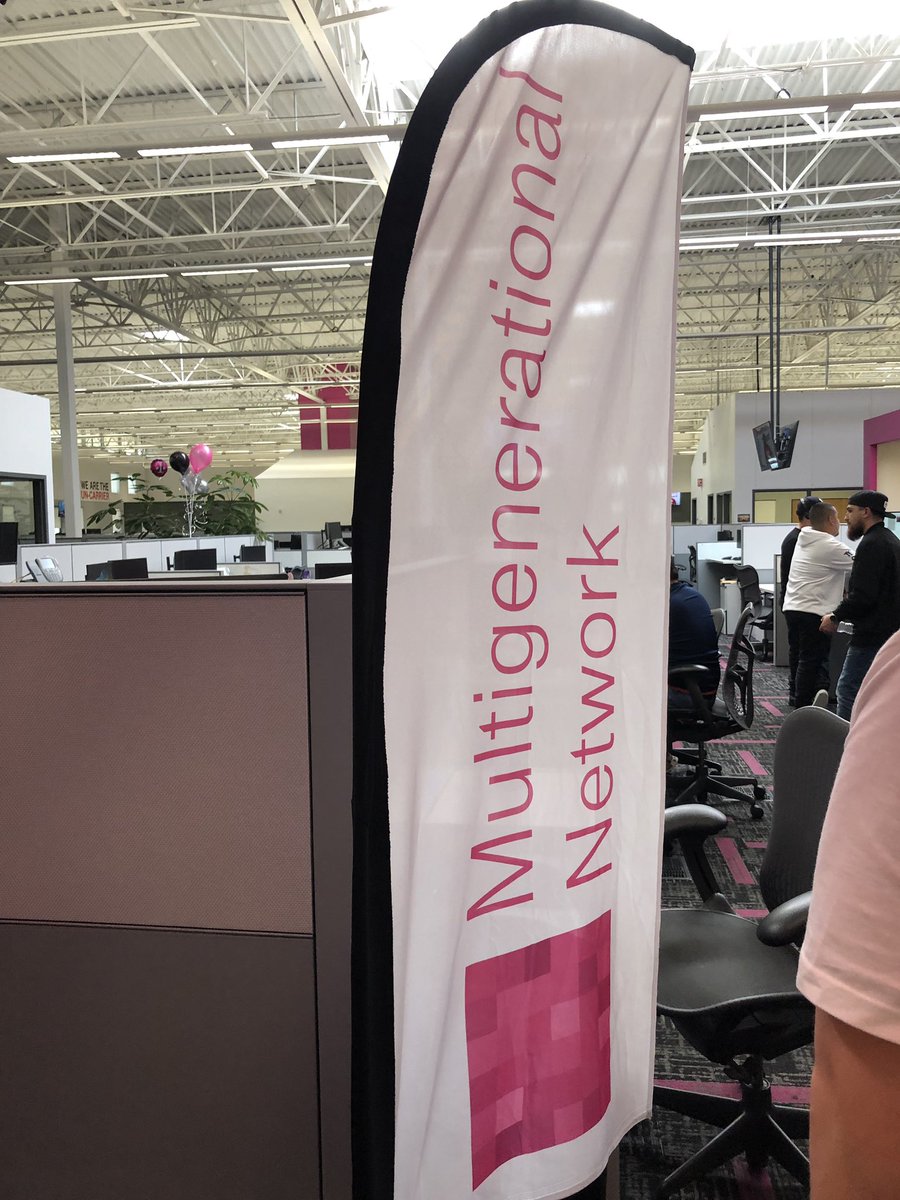 Multigenerational
Network
WE ARE THE
UN-CARRIER